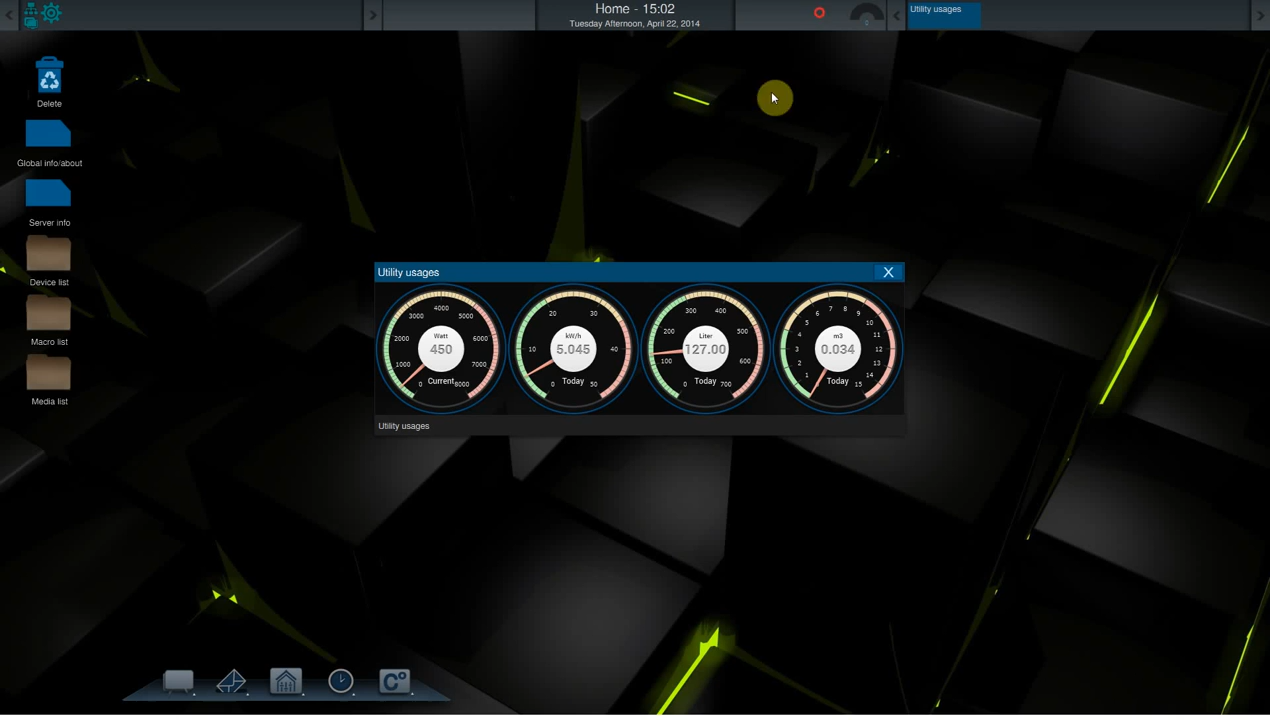 Home - 15:02
Tuesday Afternoon, April 22, 2014
1
Utility usages
Delete
Global info/about
Server info
Device list
Macro list
Media list
Utility usages
X
0
1000
2000
3000
4000
5000
6000
7000
8000
Watt
450
Current
0
10
20
30
40
50
kW/h
5.045
Today
0
100
200
300
400
500
600
700
Liter
127.00
Today
1
2
3
4
5
6
7
8
9
10
11
12
13
14
15
m3
0.034
Today
Utility usages
C°